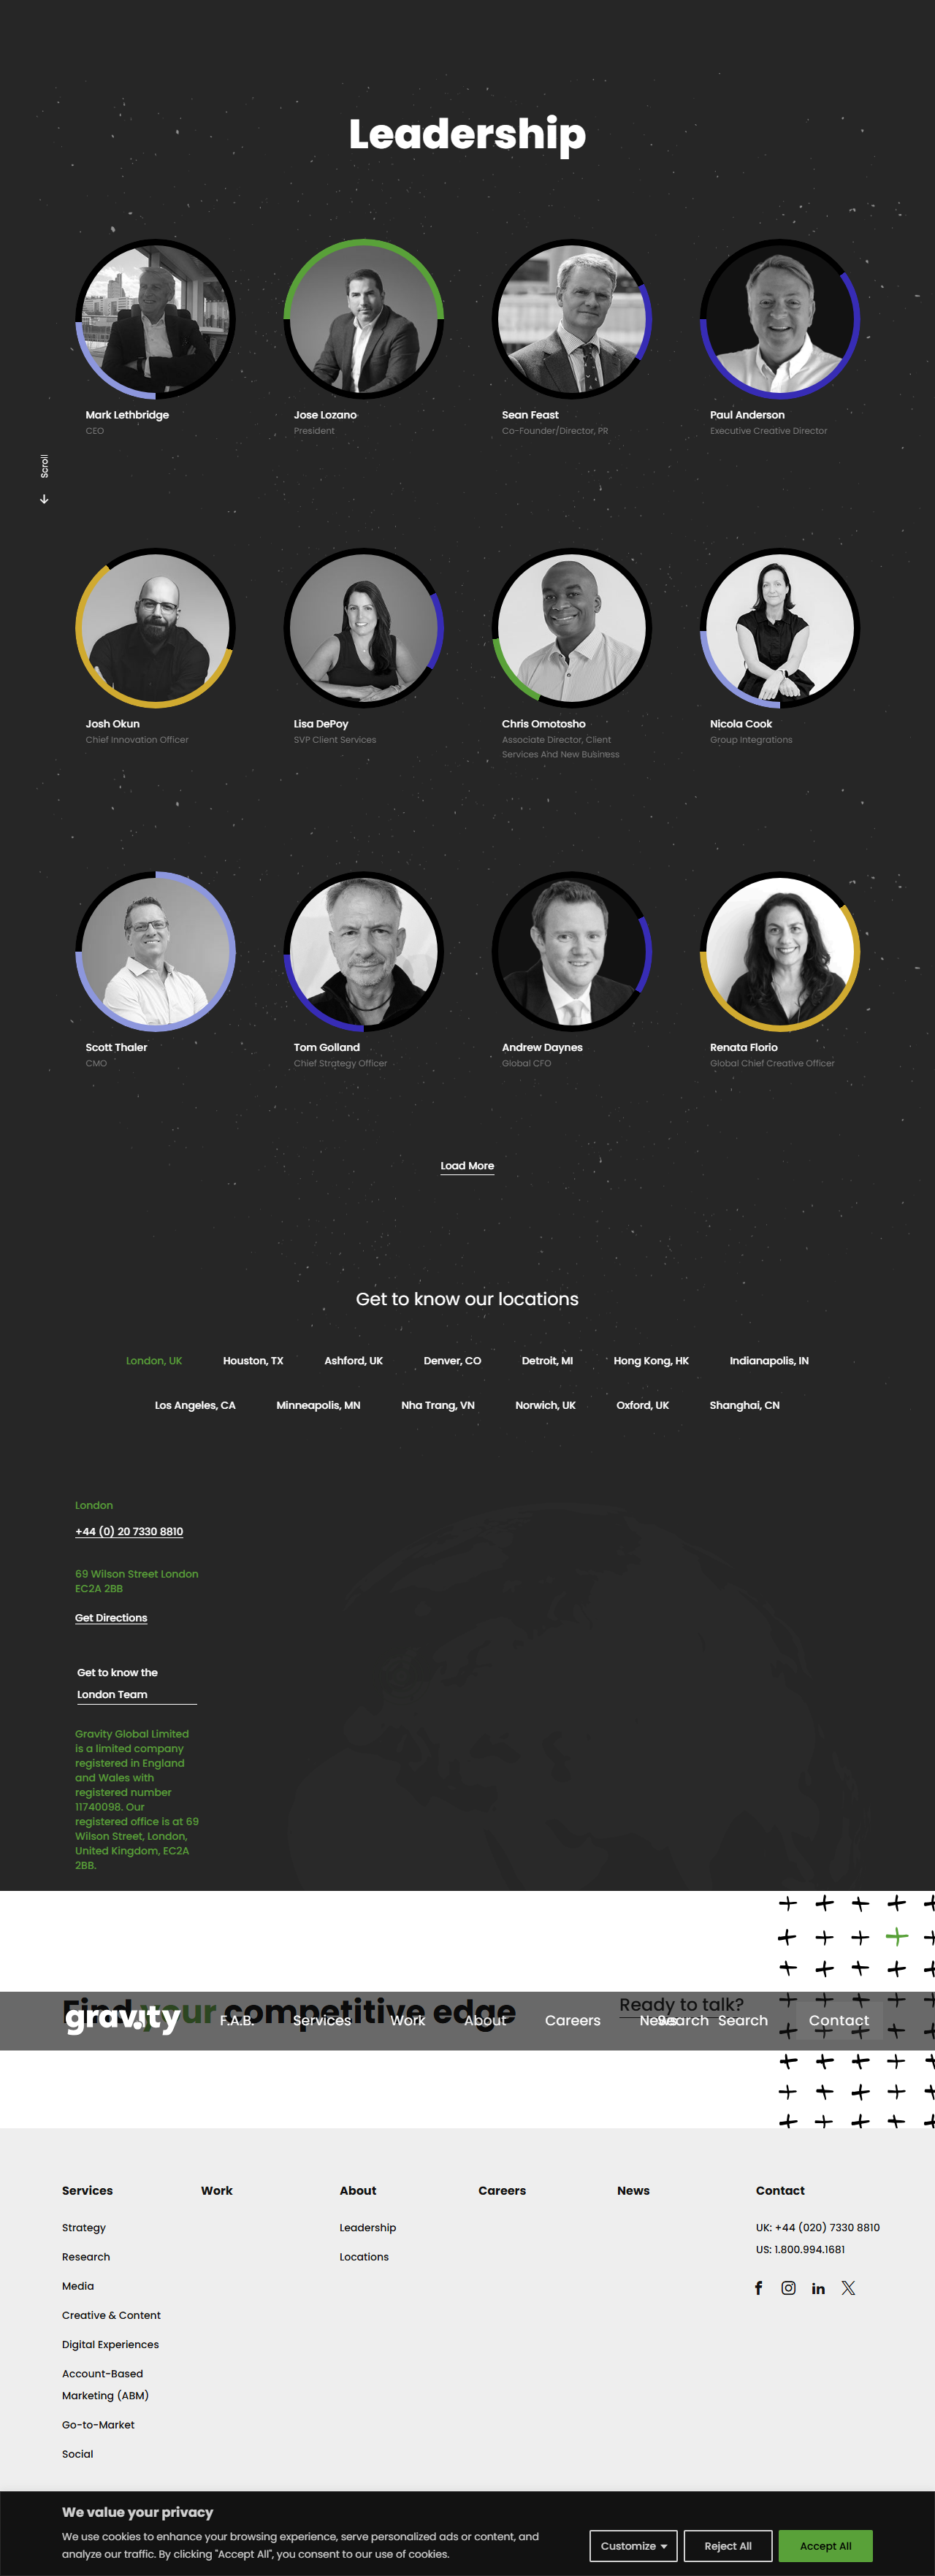 Leadership
Mark Lethbridge
CEO
Jose Lozano
President
Sean Feast
Co-Founder/Director, PR
Paul Anderson
Executive Creative Director
Scroll
Josh Okun
Chief Innovation Officer
Lisa DePoy
SVP Client Services
Chris Omotosho
Associate Director, Client
Services And New Business
Nicola Cook
Group Integrations
Scott Thaler
CMO
Tom Golland
Chief Strategy Officer
Andrew Daynes
Global CFO
Renata Florio
Global Chief Creative Officer
Load More
Get to know our locations
London, UK
Houston, TX
Ashford, UK
Denver, CO
Detroit, MI
Hong Kong, HK
Indianapolis, IN
Los Angeles, CA
Minneapolis, MN
Nha Trang, VN
Norwich, UK
Oxford, UK
Shanghai, CN
London
+44 (0) 20 7330 8810
69 Wilson Street London
EC2A 2BB
Get Directions
Get to know the
London Team
Gravity Global Limited
is a limited company
registered in England
and Wales with
registered number
11740098. Our
registered office is at 69
Wilson Street, London,
United Kingdom, EC2A
2BB.
Find your competitive edge
Ready to talk?
gravity
F.A.B.
Services
Work
About
Careers
News
Search
Search
Contact
Services
Strategy
Research
Media
Creative & Content
Digital Experiences
Account-Based
Marketing (ABM)
Go-to-Market
Social
Work
About
Leadership
Locations
Careers
News
Contact
UK: +44 (020) 7330 8810
US: 1.800.994.1681
We value your privacy
We use cookies to enhance your browsing experience, serve personalized ads or content, and
analyze our traffic. By clicking "Accept All", you consent to our use of cookies.
Customize
Reject All
Accept All